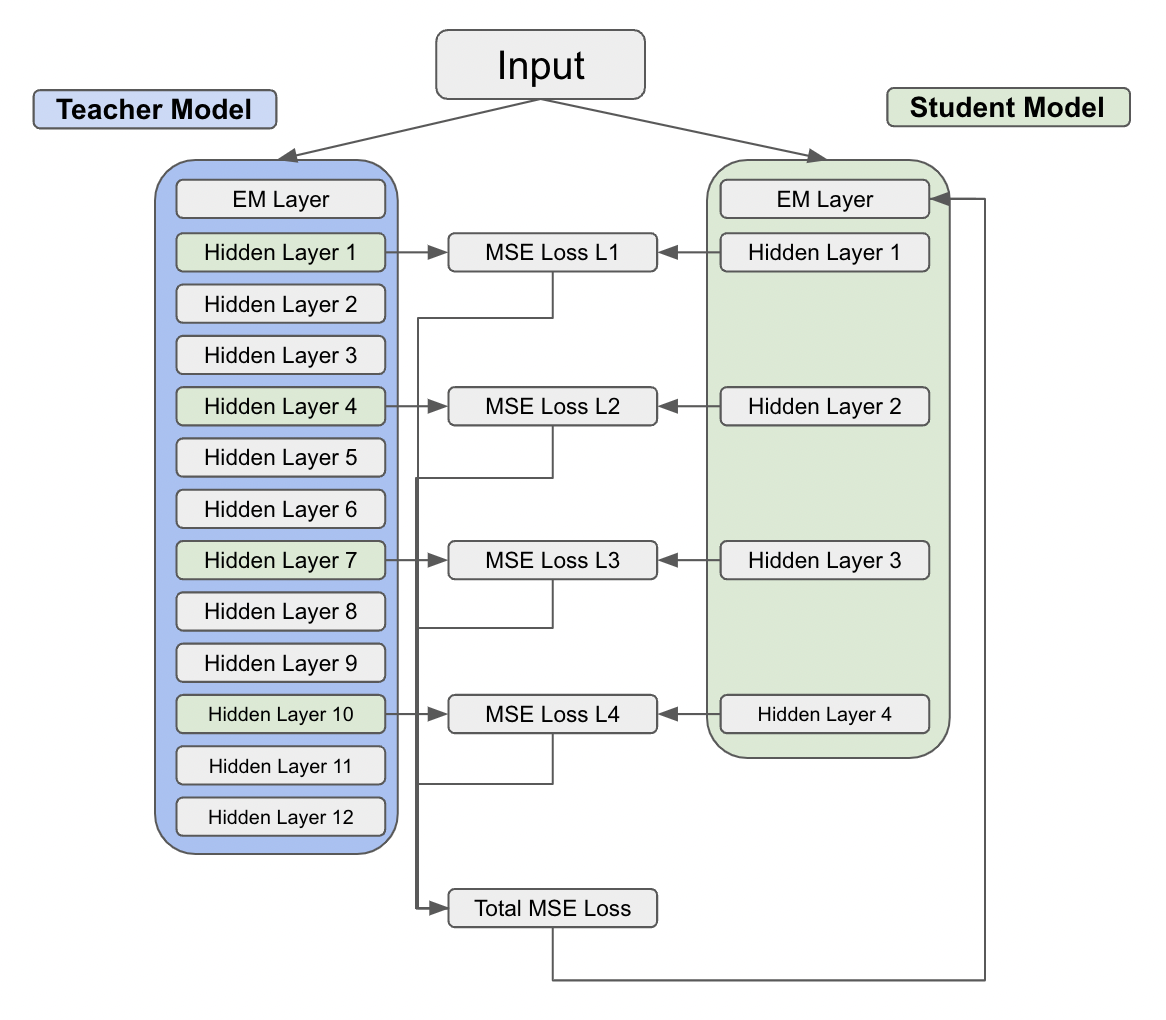 Input
Teacher Model
Student Model
EM Layer
EM Layer
Hidden Layer 1
MSE Loss L1
Hidden Layer 1
Hidden Layer 2
Hidden Layer 3
Hidden Layer 4
MSE Loss L2
Hidden Layer 2
Hidden Layer 5
Hidden Layer 6
Hidden Layer 7
MSE Loss L3
Hidden Layer 3
Hidden Layer 8
Hidden Layer 9
Hidden Layer 10
MSE Loss L4
Hidden Layer 4
Hidden Layer 11
Hidden Layer 12
Total MSE Loss